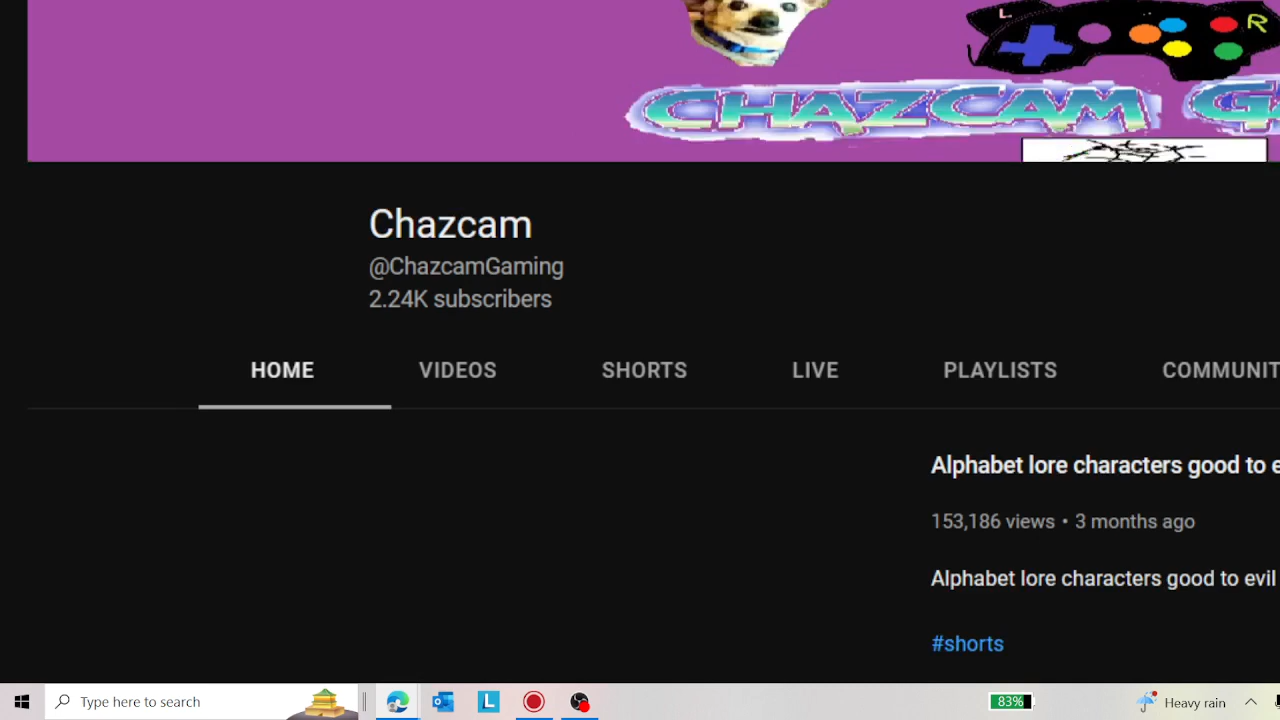 L
R
CHAZCAM G
Chazcam
@ChazcamGaming
2.24K subscribers
HOME VIDEOS SHORTS LIVE PLAYLISTS COMMUNIT
Alphabet lore characters good to e
153,186 views • 3 months ago
Alphabet lore characters good to evil
#shorts
Type here to search
L
83%
Heavy rain